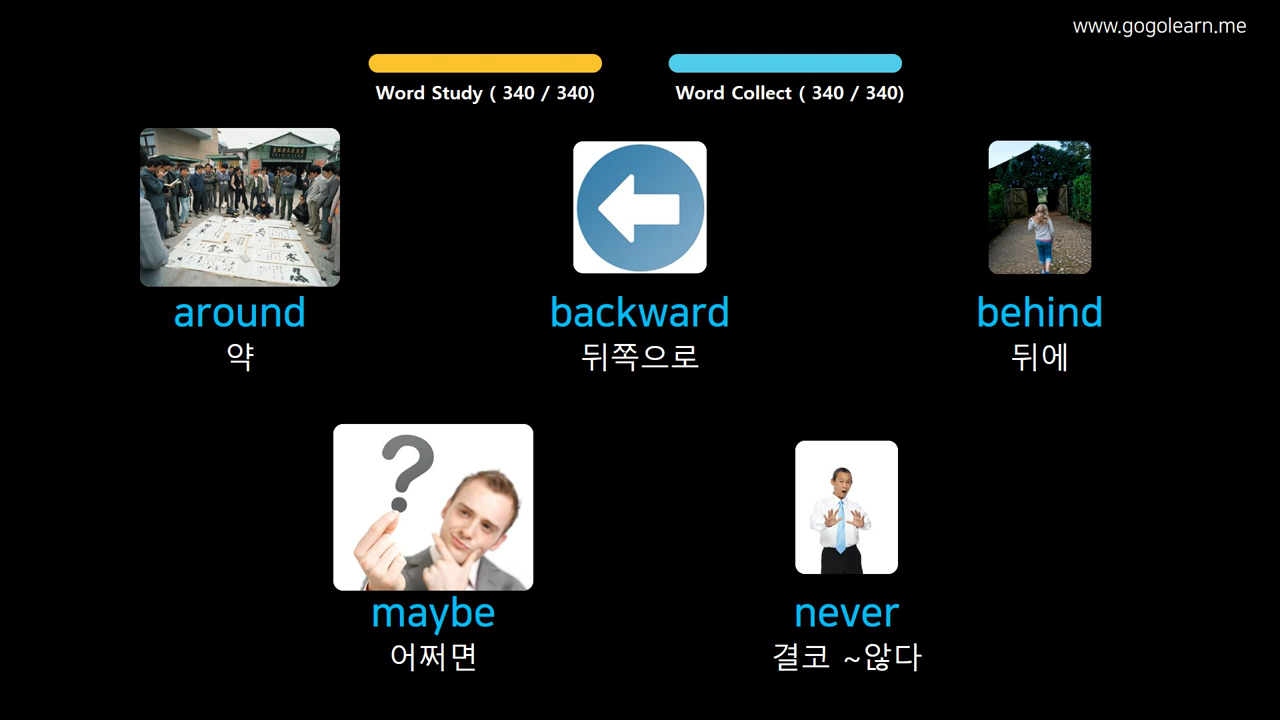 www.gogolearn.me
Word Study ( 340 / 340)
Word Collect ( 340 / 340)
around
약
backward
뒤쪽으로
behind
뒤에
?
maybe
어쩌면
never
결코 ~않다